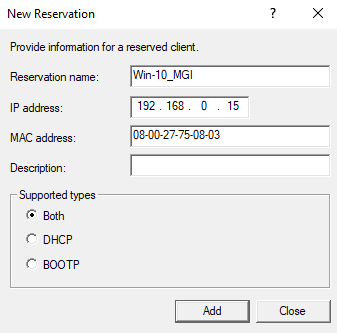 New Reservation ? ×
Provide information for a reserved client.
Reservation name: Win-10_MGI
IP address: 192 . 168 . 0 . 15
MAC address: 08-00-27-75-08-03
Description:
Supported types
Both
DHCP
BOOTP
Add Close